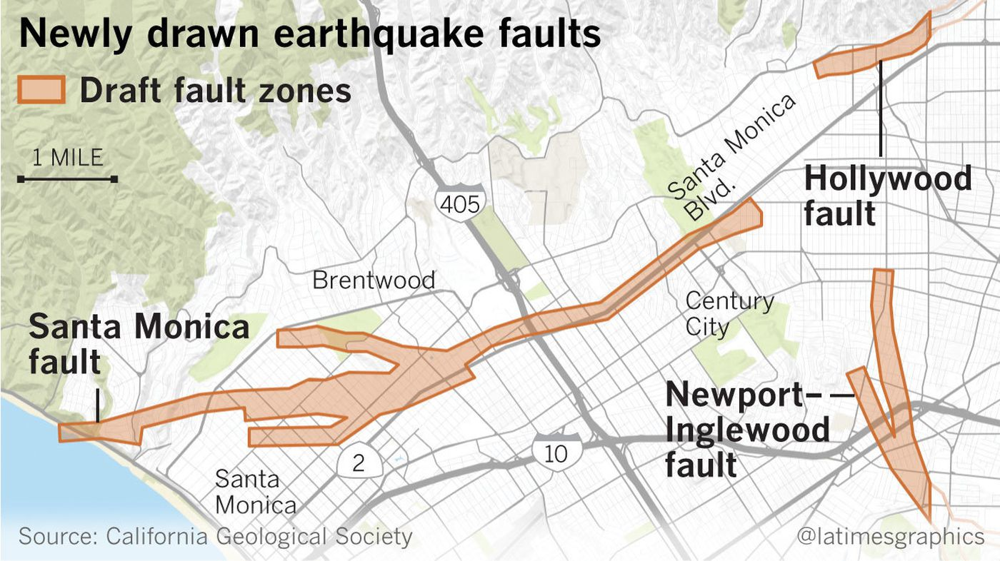 Newly drawn earthquake faults
Draft fault zones
1 MILE
405
Santa Monica
Blvd.
Hollywood
fault
Brentwood
Century
City
Santa Monica
fault
Newport–
Inglewood
fault
10
2
Santa
Monica
Source: California Geological Society
@latimesgraphics